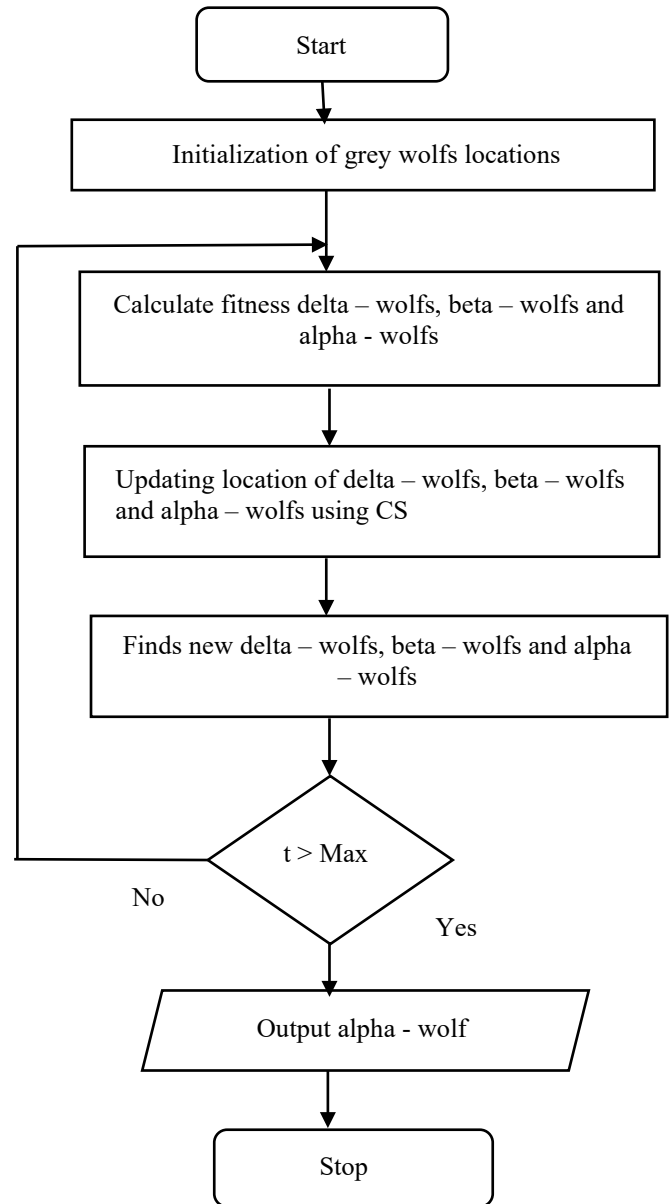 Start
Initialization of grey wolfs locations
Calculate fitness delta – wolfs, beta – wolfs and
alpha - wolfs
Updating location of delta – wolfs, beta – wolfs
and alpha – wolfs using CS
Finds new delta – wolfs, beta – wolfs and alpha
– wolfs
t > Max
No
Yes
Output alpha - wolf
Stop